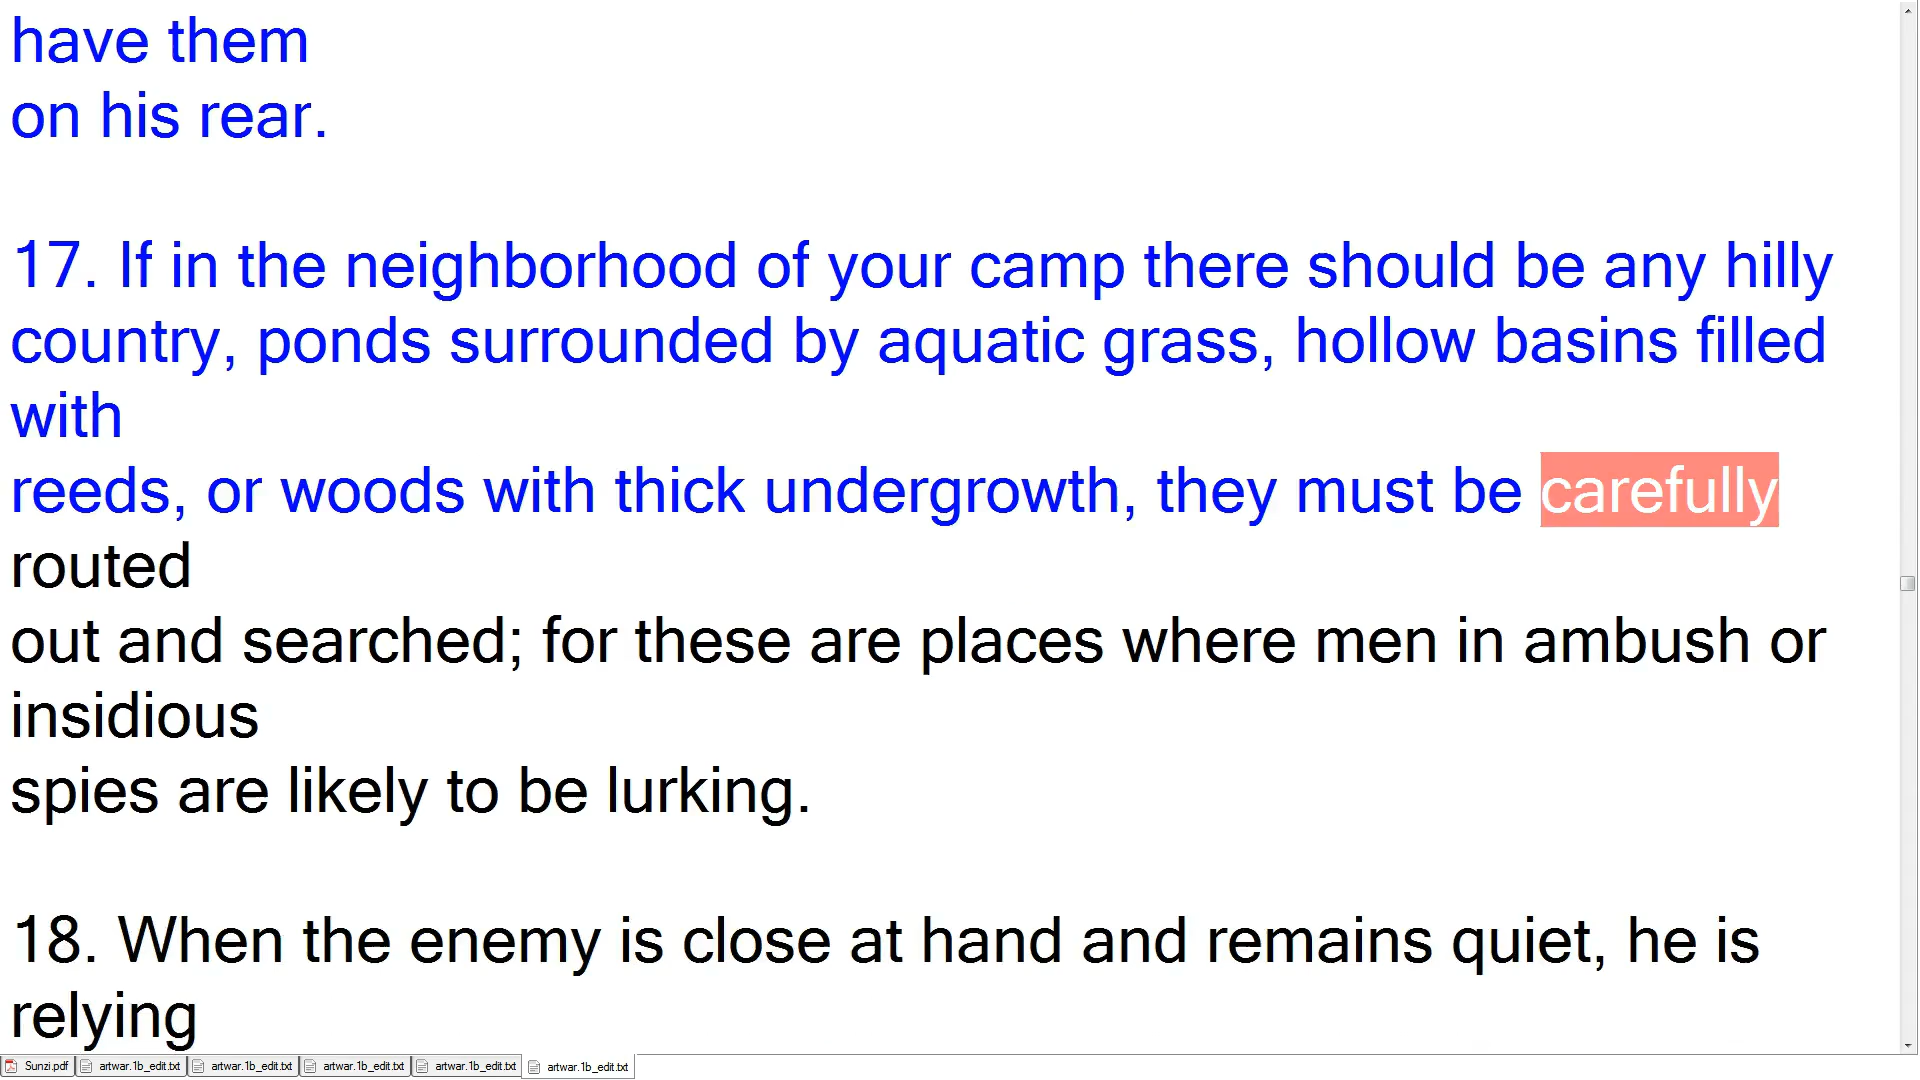 have them
on his rear.
17. If in the neighborhood of your camp there should be any hilly
country, ponds surrounded by aquatic grass, hollow basins filled
with
reeds, or woods with thick undergrowth, they must be carefully
routed
out and searched; for these are places where men in ambush or
insidious
spies are likely to be lurking.
18. When the enemy is close at hand and remains quiet, he is
relying
Sunzi.pdf artwar.1b_edit.txt artwar.1b_edit.txt artwar.1b_edit.txt artwar.1b_edit.txt artwar.1b_edit.txt